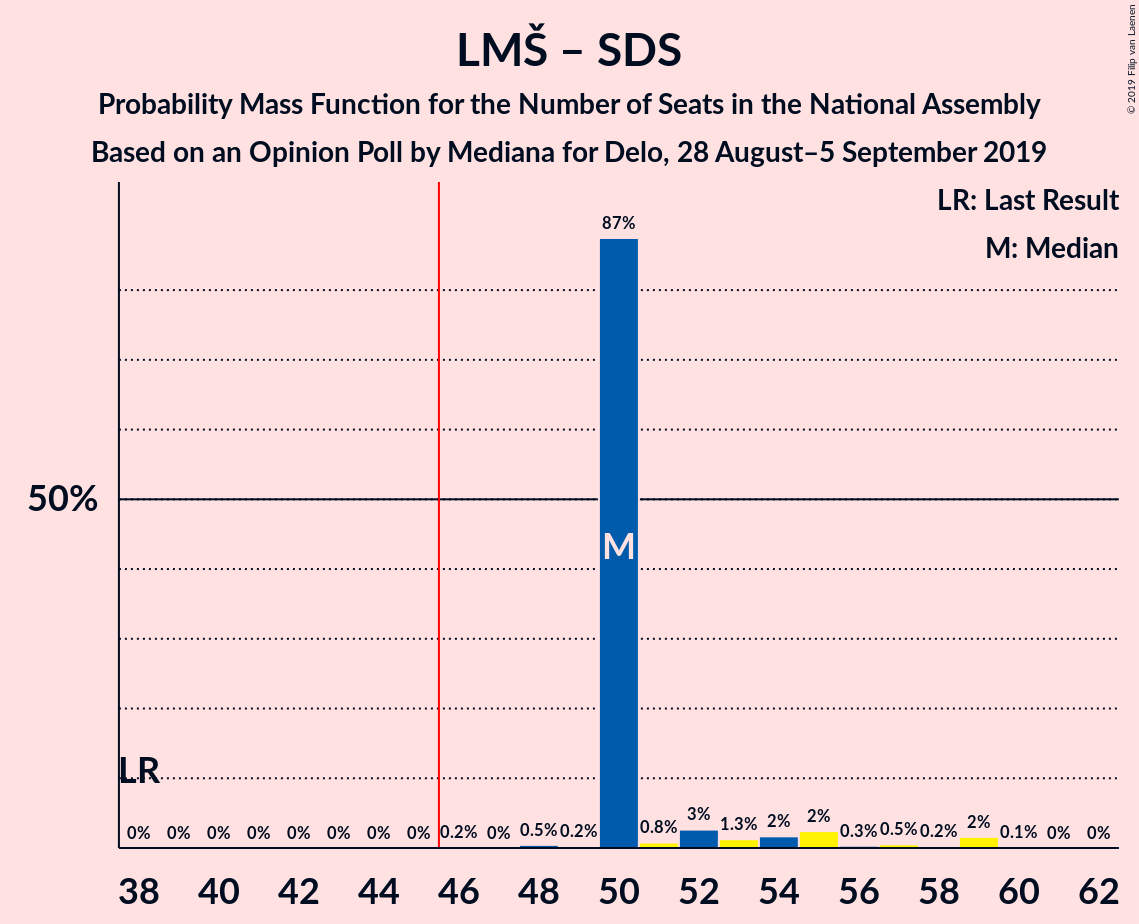 LMŠ – SDS
Probability Mass Function for the Number of Seats in the National Assembly
Based on an Opinion Poll by Mediana for Delo, 28 August–5 September 2019
© 2019 Filip van Laenen
LR: Last Result
M: Median
87%
50%
M
LR
0% 0% 0% 0% 0% 0% 0% 0% 0.2% 0% 0.5% 0.2% 0.8% 3% 1.3% 2% 2% 0.3% 0.5% 0.2% 2% 0.1% 0% 0%
38 40 42 44 46 48 50 52 54 56 58 60 62